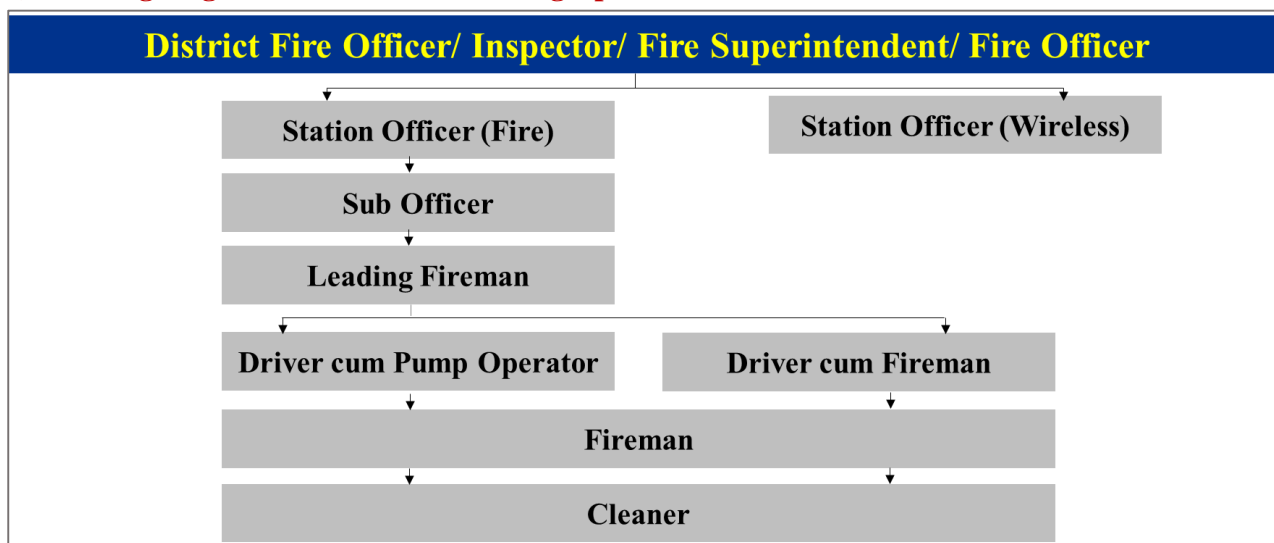 District Fire Officer/ Inspector/ Fire Superintendent/ Fire Officer
Station Officer (Fire)
Station Officer (Wireless)
Sub Officer
Leading Fireman
Driver cum Pump Operator
Driver cum Fireman
Fireman
Cleaner